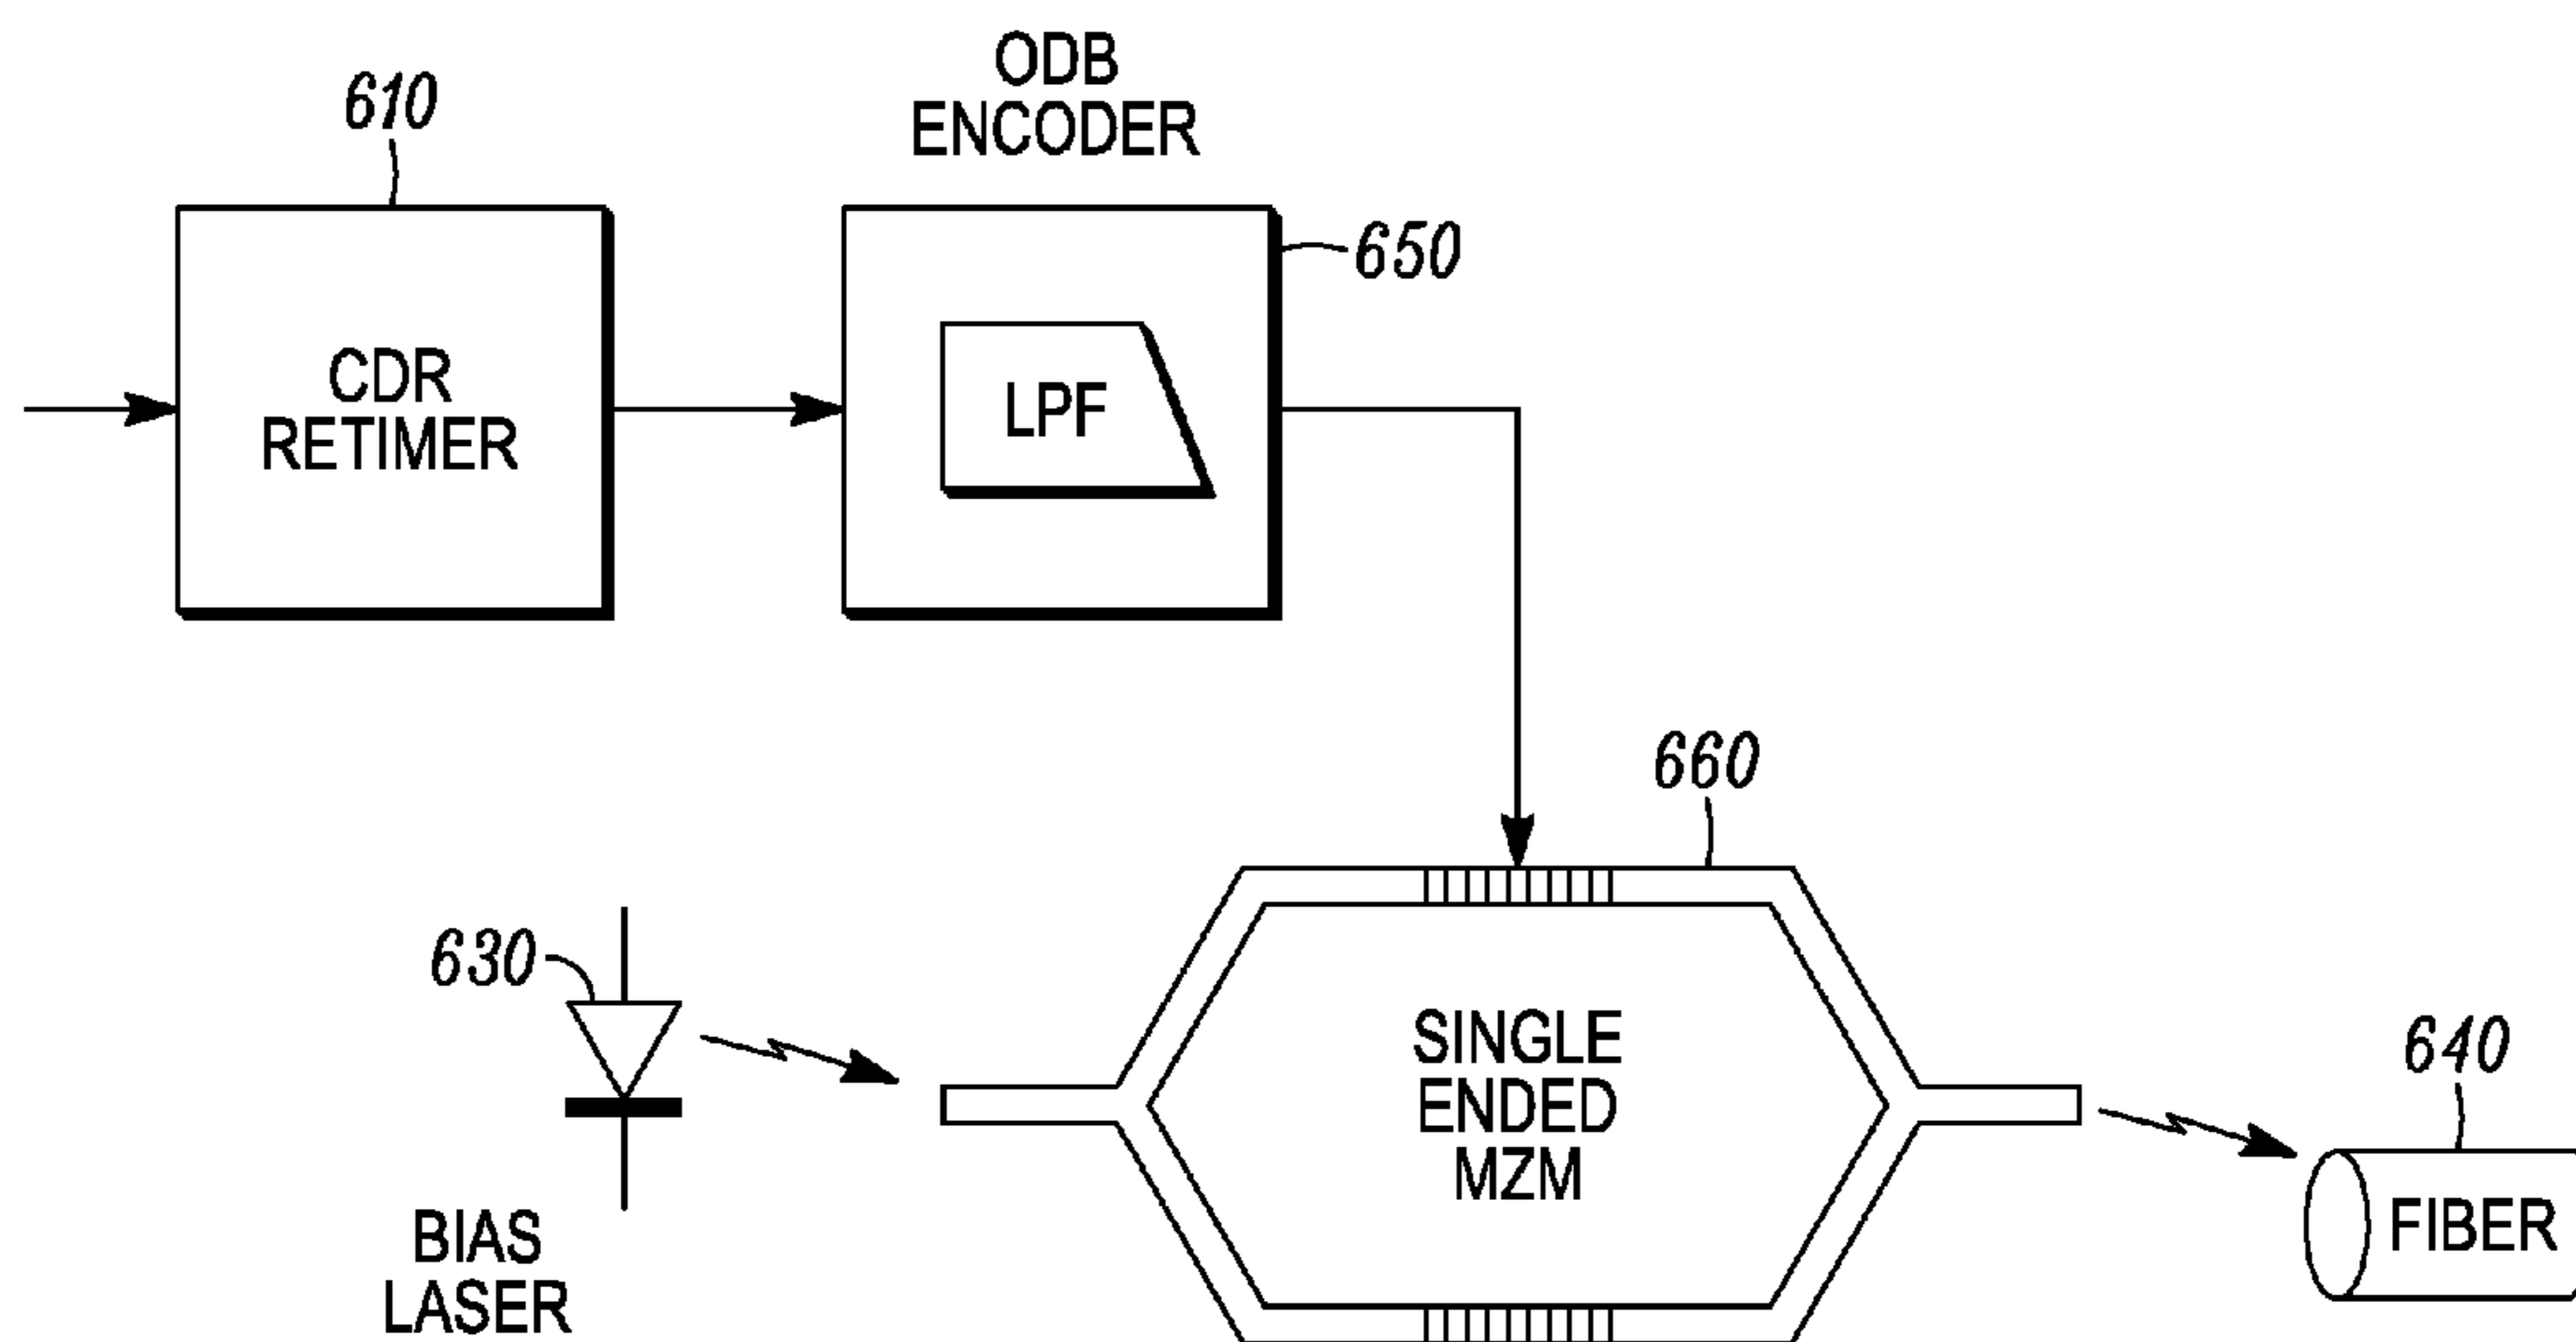 ODB
ENCODER
610
650
CDR
RETIMER
LPF
660
630
SINGLE
ENDED
MZM
640
FIBER
BIAS
LASER